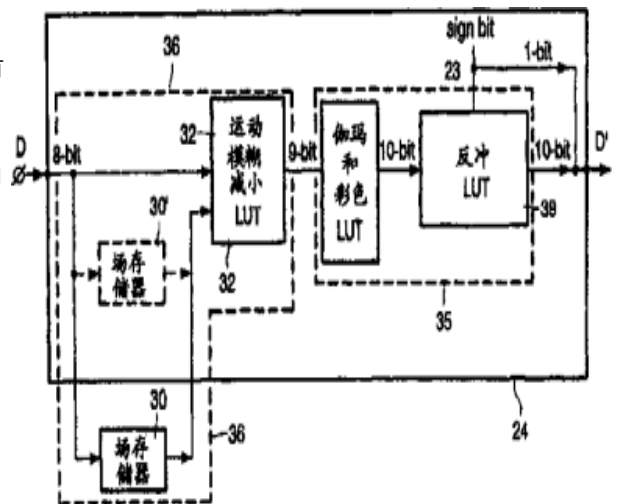 sign bit
36
23
1-bit
D
8-bit
32
运动
模糊
减小
LUT
32
9-bit
伽玛
和
彩色
LUT
10-bit
反冲
LUT
10-bit
D'
39
30'
场存
储器
35
30
场存
储器
36
24